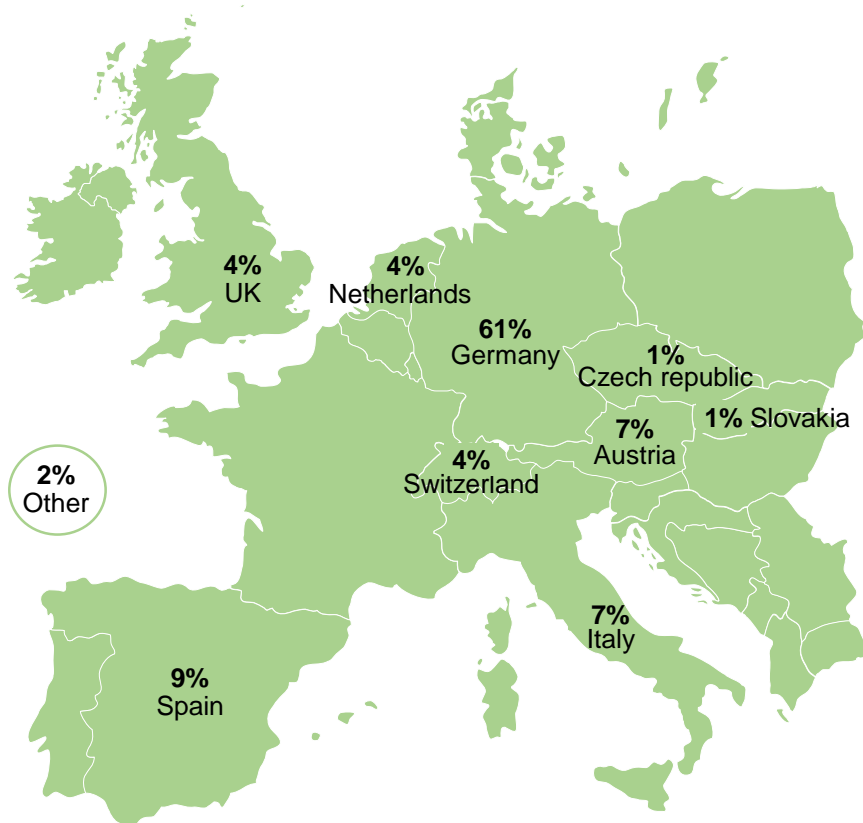 4%
UK
4%
Netherlands
61%
Germany
1%
Czech republic
1% Slovakia
7%
Austria
4%
Switzerland
2%
Other
7%
Italy
9%
Spain